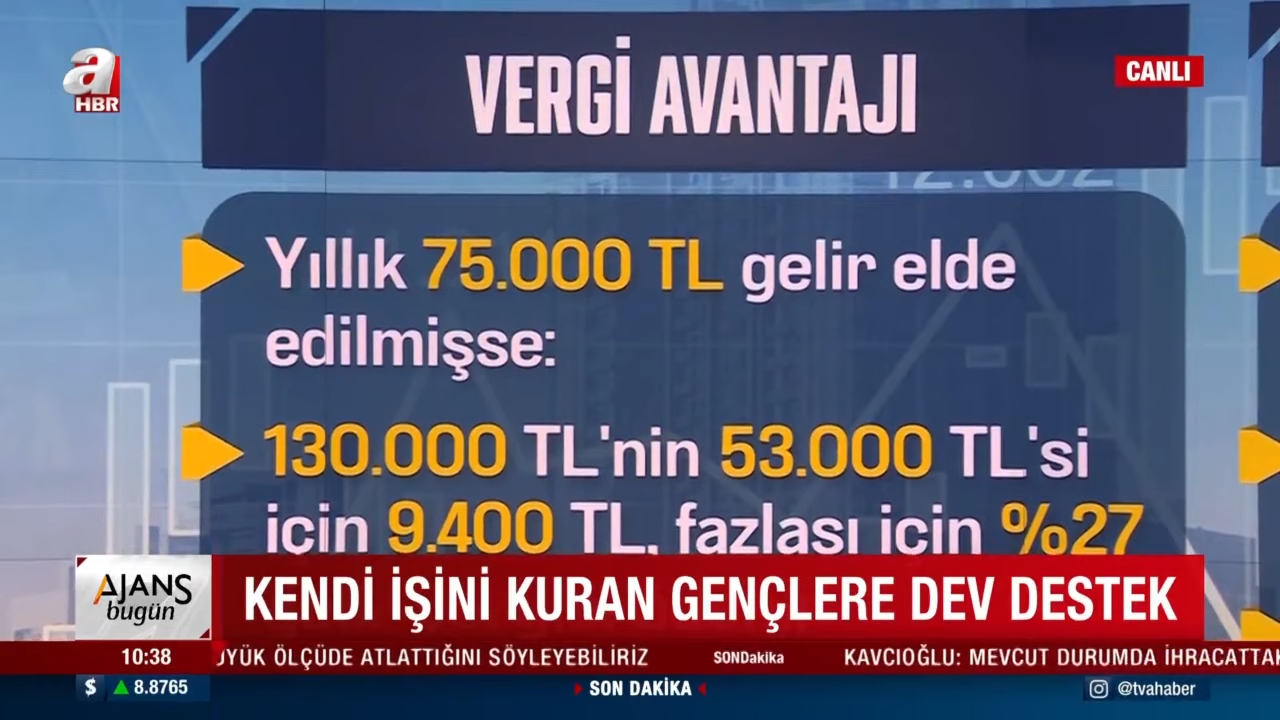 a
HBR
VERGİ AVANTAJI
CANLI
Yıllık 75.000 TL gelir elde
edilmişse:
130.000 TL'nin 53.000 TL'si
için 9.400 TL, fazlası için %27
AJANS
bugün
KENDİ İŞİNİ KURAN GENÇLERE DEV DESTEK
10:38
ÖLÇÜDE ATLATTIĞINI SÖYLEYEBİLİRİZ
SONDakika
KAVCIOĞLU: MEVCUT DURUMDA
$ ▲ 8.8765
SON DAKİKA
@tvahaber